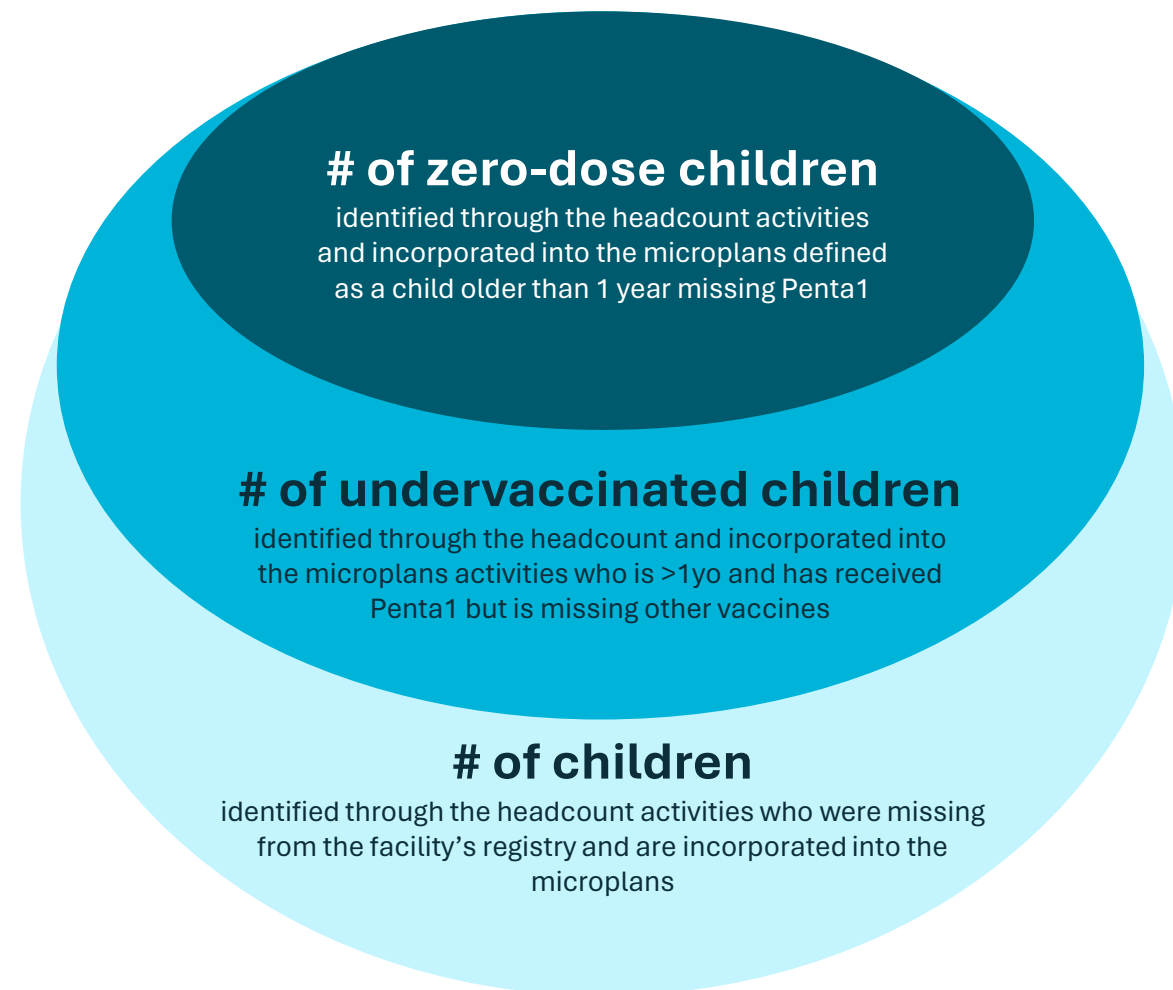 # of zero-dose children
identified through the headcount activities
and incorporated into the microplans defined
as a child older than 1 year missing Penta1
# of undervaccinated children
identified through the headcount and incorporated into
the microplans activities who is >1yo and has received
Penta1 but is missing other vaccines
# of children
identified through the headcount activities who were missing
from the facility’s registry and are incorporated into the
microplans